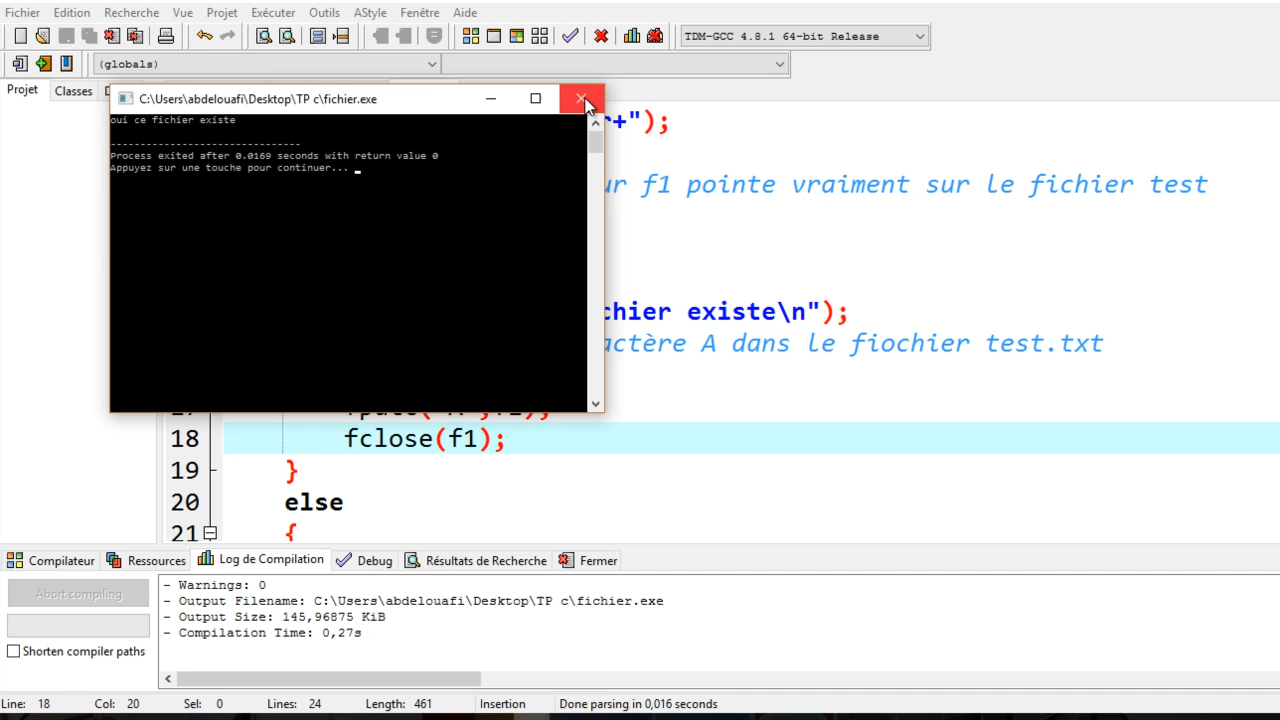 Fichier Edition Recherche Vue Projet Exécuter Outils AStyle Fenêtre Aide
TDM-GCC 4.8.1 64-bit Release
(globals)
Projet Classes D
C:\Users\abdelouafi\Desktop\TP c\fichier.exe
oui ce fichier existe
--------------------------------
Process exited after 0.0169 seconds with return value 0
Appuyez sur une touche pour continuer...
r+");
ur f1 pointe vraiment sur le fichier test
chier existe\n");
actère A dans le fiochier test.txt
18 fclose(f1);
19 }
20 else
21 {
Compilateur Ressources Log de Compilation Debug Résultats de Recherche Fermer
Abort compiling
Shorten compiler paths
- Warnings: 0
- Output Filename: C:\Users\abdelouafi\Desktop\TP c\fichier.exe
- Output Size: 145,96875 KiB
- Compilation Time: 0,27s
Line: 18 Col: 20 Sel: 0 Lines: 24 Length: 461 Insertion Done parsing in 0,016 seconds